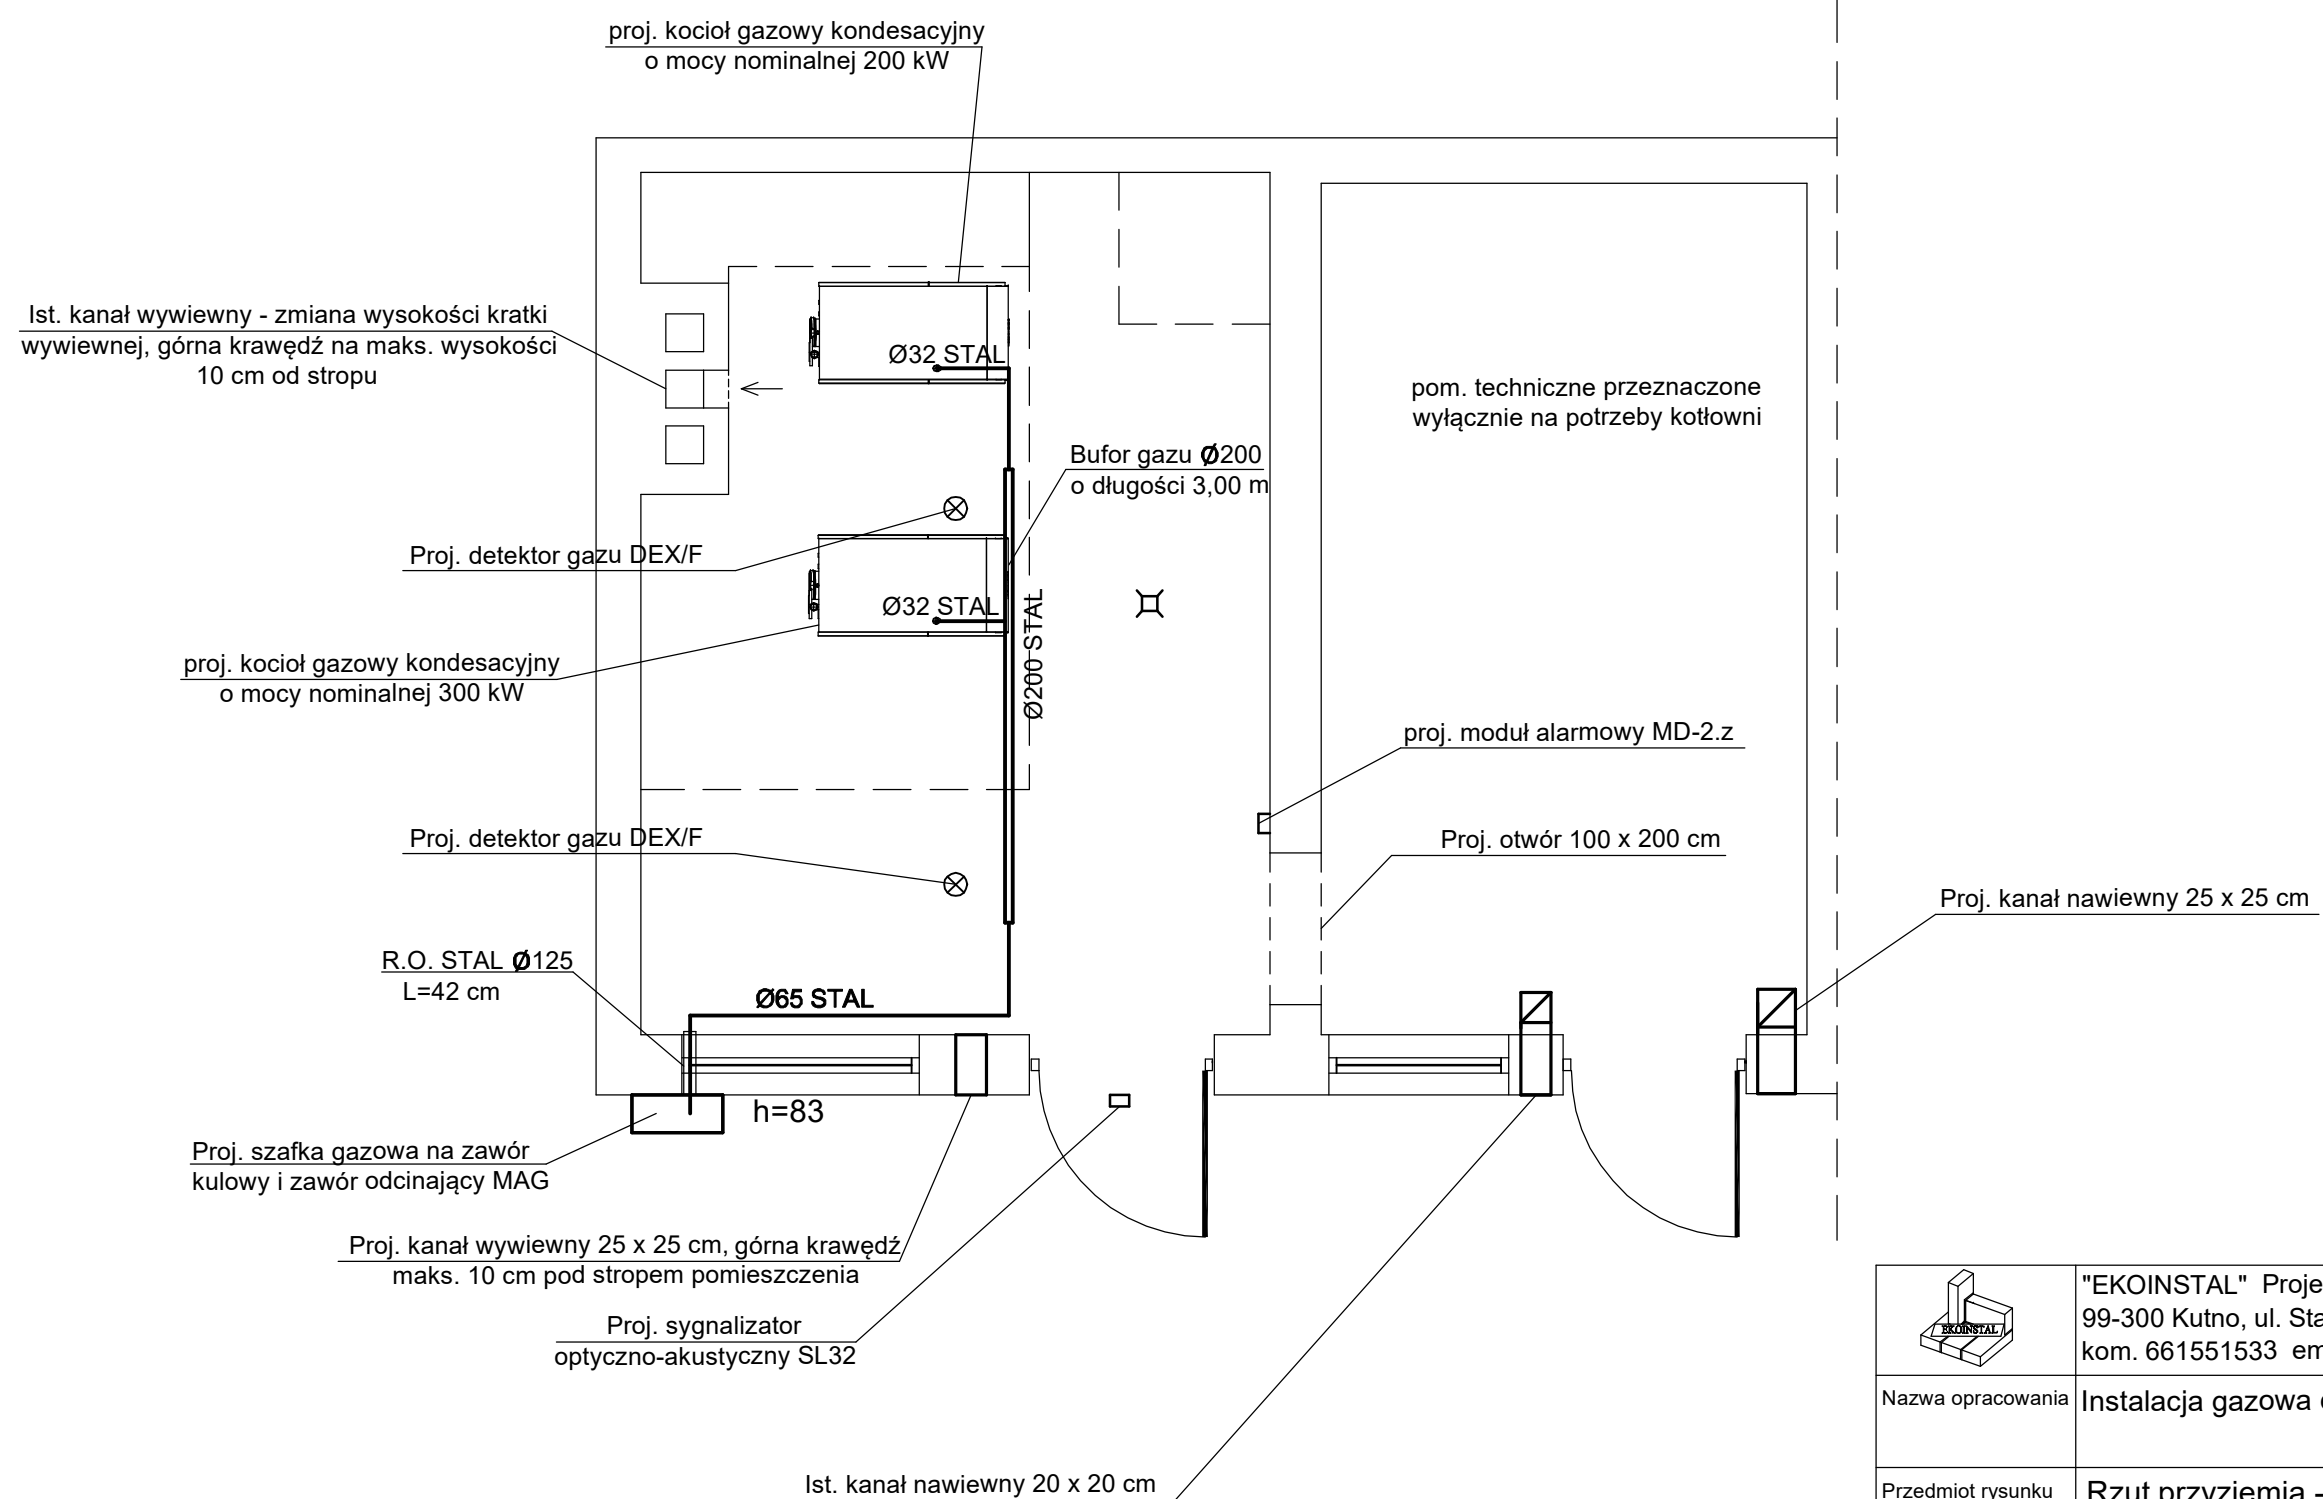 proj. kocioł gazowy kondesacyjny
o mocy nominalnej 200 kW
Ist. kanał wywiewny - zmiana wysokości kratki
wywiewnej, górna krawędź na maks. wysokości
10 cm od stropu
Ø32 STAL
pom. techniczne przeznaczone
wyłącznie na potrzeby kotłowni
Bufor gazu Ø200
o długości 3,00 m
Proj. detektor gazu DEX/F
Ø32 STAL
Ø200 STAL
proj. kocioł gazowy kondesacyjny
o mocy nominalnej 300 kW
proj. moduł alarmowy MD-2.z
Proj. detektor gazu DEX/F
Proj. otwór 100 x 200 cm
Proj. kanał nawiewny 25 x 25 cm
R.O. STAL Ø125
L=42 cm
Ø65 STAL
h=83
Proj. szafka gazowa na zawór
kulowy i zawór odcinający MAG
Proj. kanał wywiewny 25 x 25 cm, górna krawędź
maks. 10 cm pod stropem pomieszczenia
Proj. sygnalizator
optyczno-akustyczny SL32
Ist. kanał nawiewny 20 x 20 cm
EKOINSTAL
"EKOINSTAL" Proje
99-300 Kutno, ul. Sta
kom. 661551533 em
Nazwa opracowania
Instalacja gazowa
Przedmiot rysunku
Rzut przyziemia -